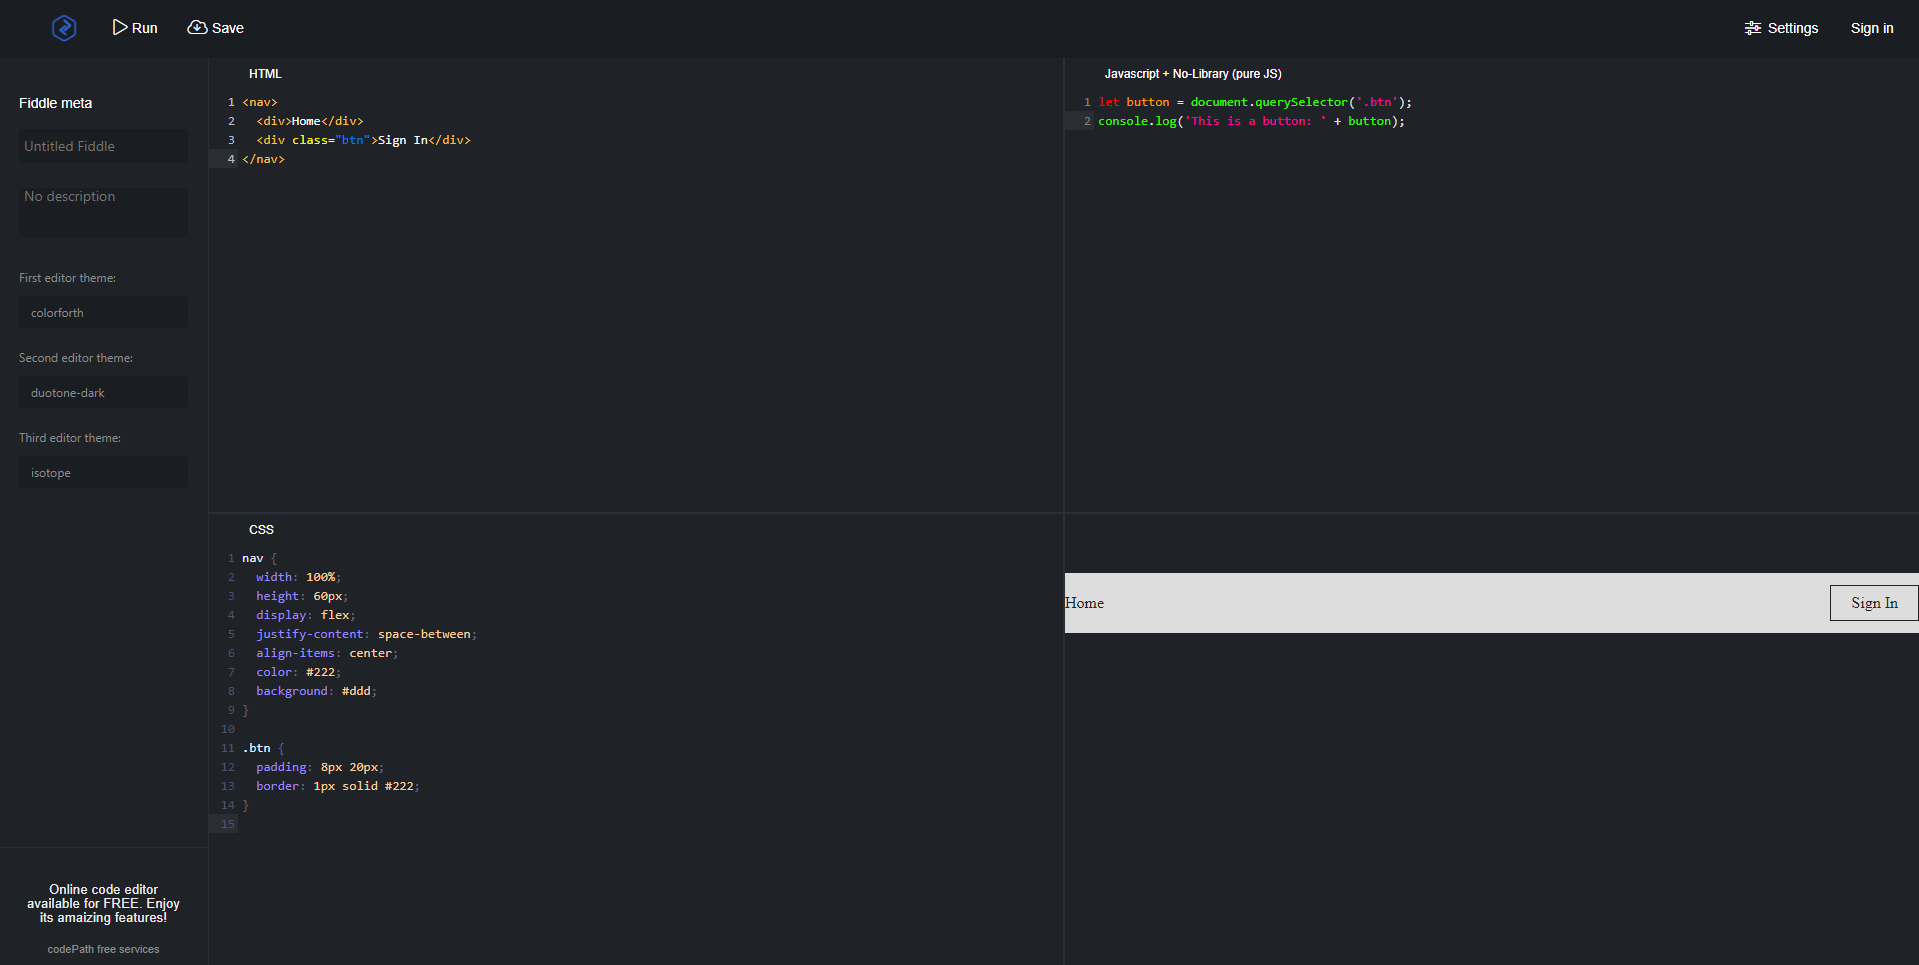 Run
Save
Settings
Sign in
Fiddle meta
Untitled Fiddle
No description
First editor theme:
colorforth
Second editor theme:
duotone-dark
Third editor theme:
isotope
Online code editor
available for FREE. Enjoy
its amaizing features!
codePath free services
HTML
1 <nav>
2   <div>Home</div>
3   <div class="btn">Sign In</div>
4 </nav>
Javascript + No-Library (pure JS)
1 let button = document.querySelector('.btn');
2 console.log('This is a button: ' + button);
CSS
1 nav {
2   width: 100%;
3   height: 60px;
4   display: flex;
5   justify-content: space-between;
6   align-items: center;
7   color: #222;
8   background: #ddd;
9 }
10
11 .btn {
12   padding: 8px 20px;
13   border: 1px solid #222;
14 }
15
Home
Sign In